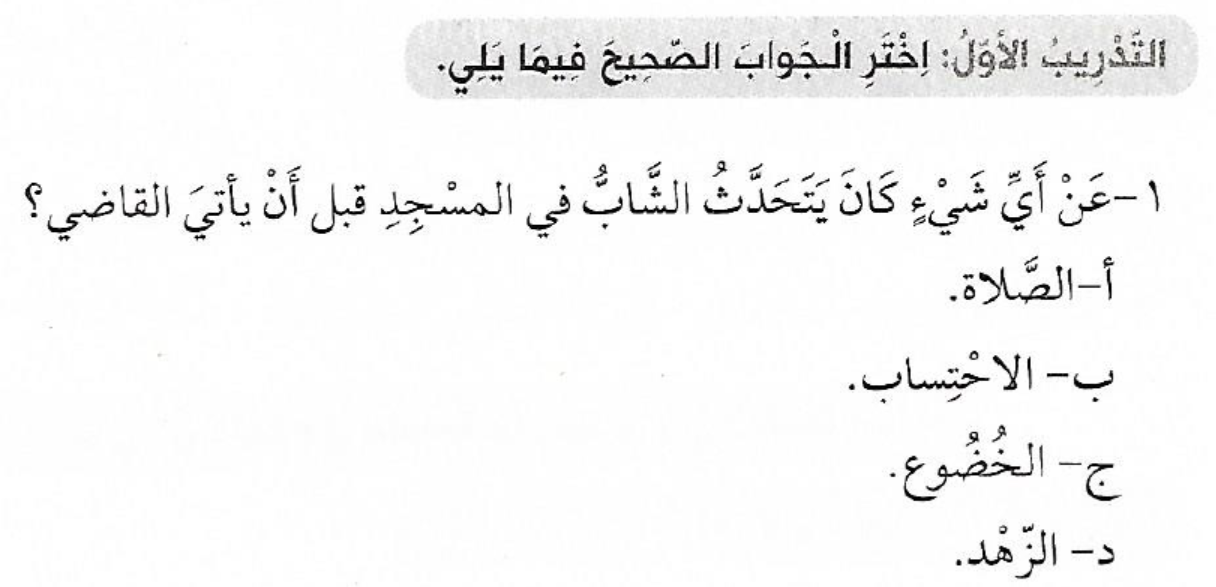 التَّدْرِيبُ الأَوّلُ: اِخْتَرِ الْجَوابَ الصّحِيحَ فِيمَا يَلِي.
١-عَنْ أَيِّ شَيْءٍ كَانَ يَتَحَدَّثُ الشَّابُّ في المسْجِدِ قبل أَنْ يأتيَ القاضي؟
أ-الصَّلاة.
ب- الاحْتِساب.
ج- الخُضُوع.
د- الزّهْد.